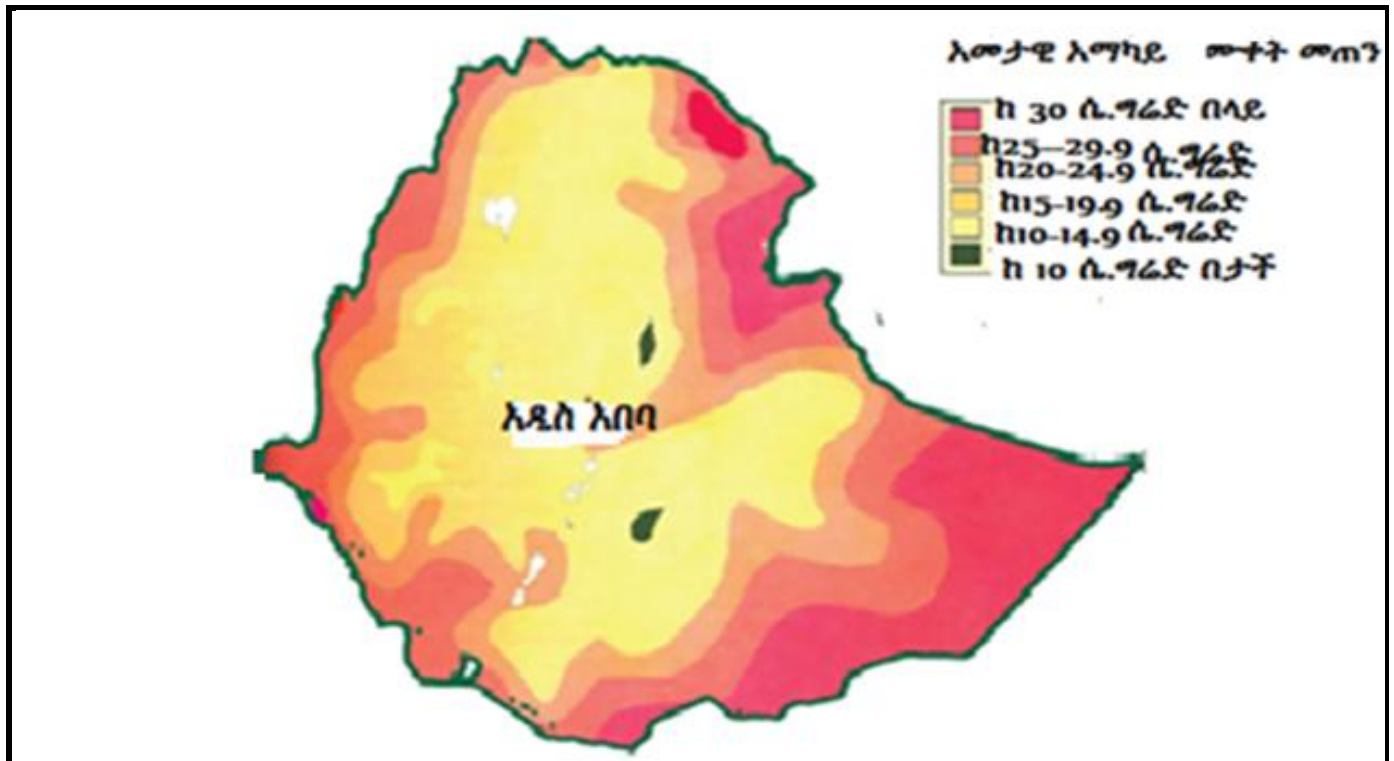 አመታዊ አማካይ ሙቀት መጠን
ከ 30 ሴ.ግሬድ በላይ
ከ25–29.9 ሴ.ግሬድ
ከ20-24.9 ሴ.ግሬድ
ከ15-19.9 ሴ.ግሬድ
ከ10-14.9 ሴ.ግሬድ
ከ 10 ሴ.ግሬድ በታች
አዲስ አበባ